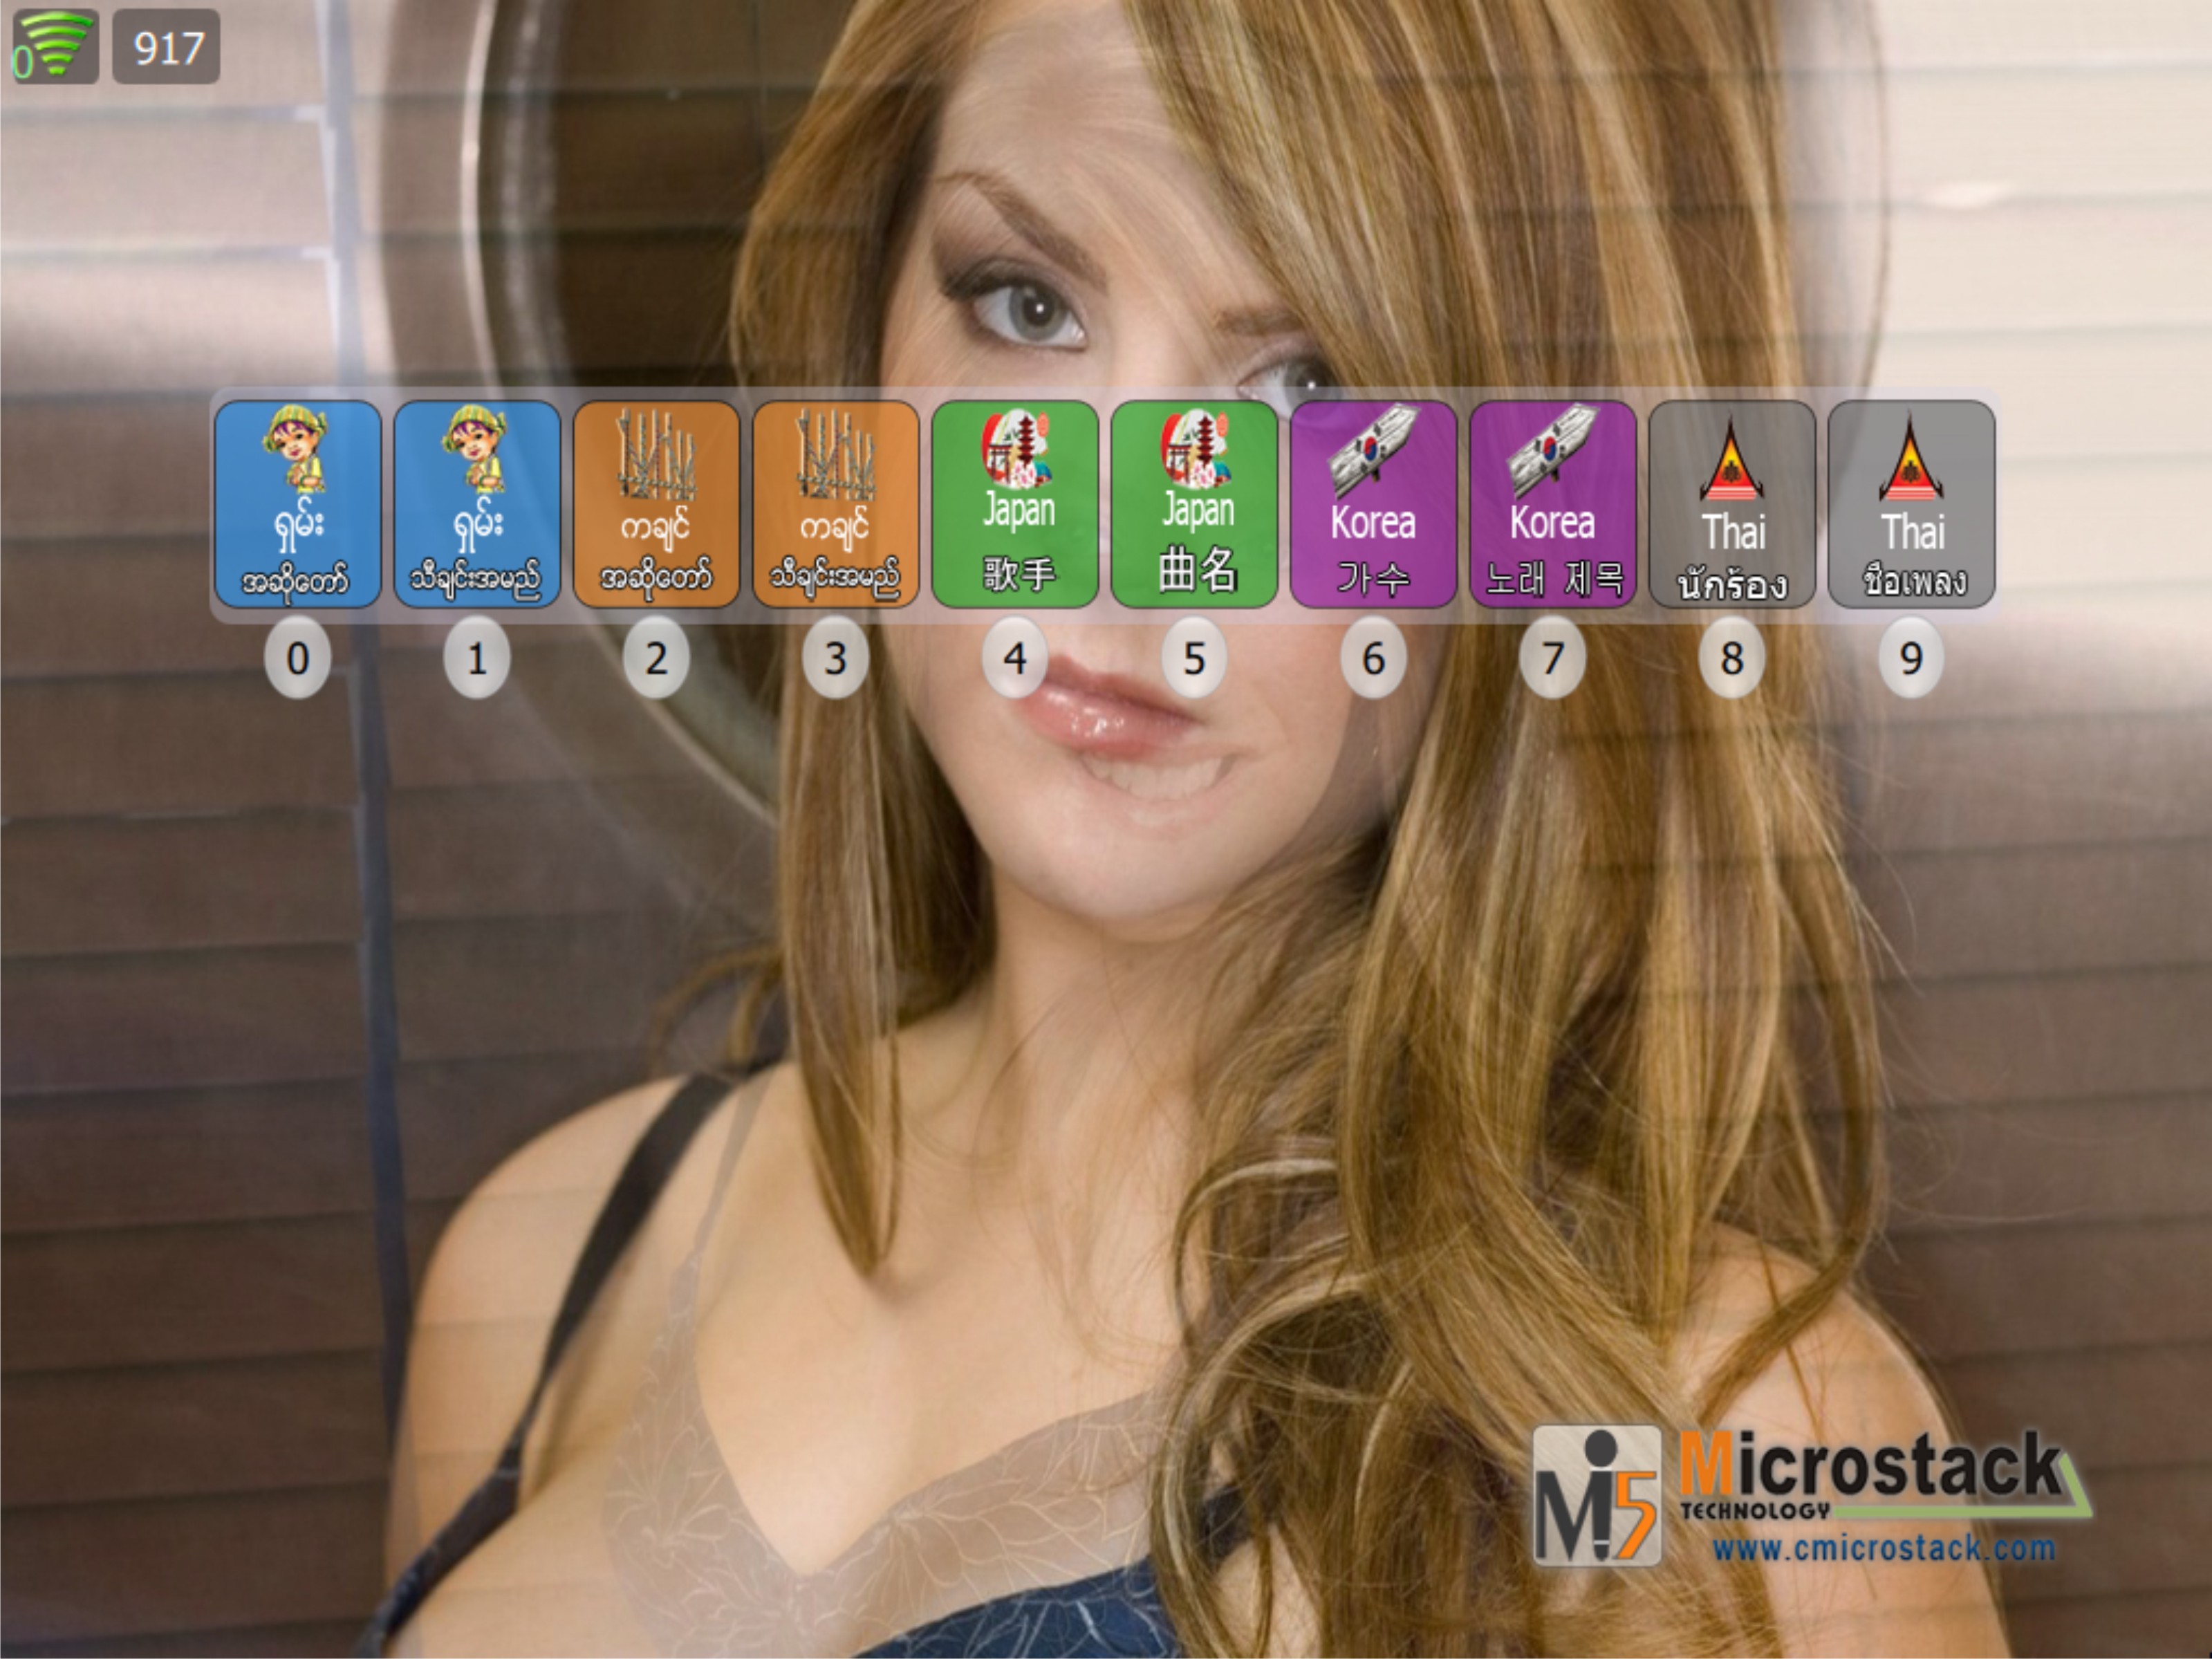 0
917
ရှမ်း
အဆိုတော်
ရှမ်း
သီချင်းအမည်
ကချင်
အဆိုတော်
ကချင်
သီချင်းအမည်
Japan
歌手
Japan
曲名
Korea
가수
Korea
노래 제목
Thai
นักร้อง
Thai
ชื่อเพลง
0
1
2
3
4
5
6
7
8
9
Mi5 Microstack
TECHNOLOGY
www.cmicrostack.com